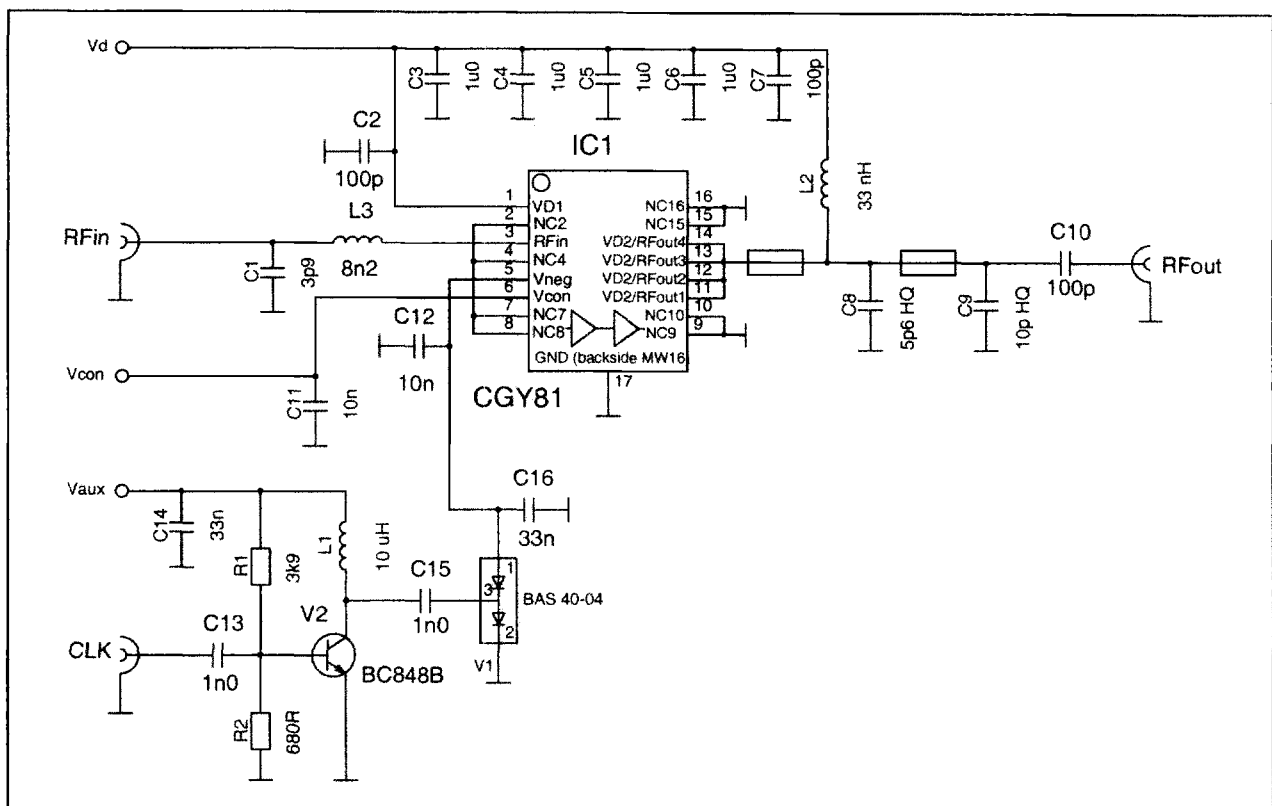 Vd
C3
1u0
C4
1u0
C5
1u0
C6
1u0
C7
100p
C2
100p
IC1
L2
33 nH
RFin
L3
8n2
C1
3p9
1
2
3
4
5
6
7
8
VD1
NC2
RFin
NC4
Vneg
Vcon
NC7
NC8
NC16
NC15
VD2/RFout4
VD2/RFout3
VD2/RFout2
VD2/RFout1
NC10
NC9
16
15
14
13
12
11
10
9
GND (backside MW16
17
CGY81
C8
5p6 HQ
C9
10p HQ
C10
100p
RFout
Vcon
C11
10n
C12
10n
Vaux
C14
33n
R1
3k9
L1
10 uH
C16
33n
C15
1n0
1
3
2
BAS 40-04
V1
CLK
C13
1n0
V2
BC848B
R2
680R